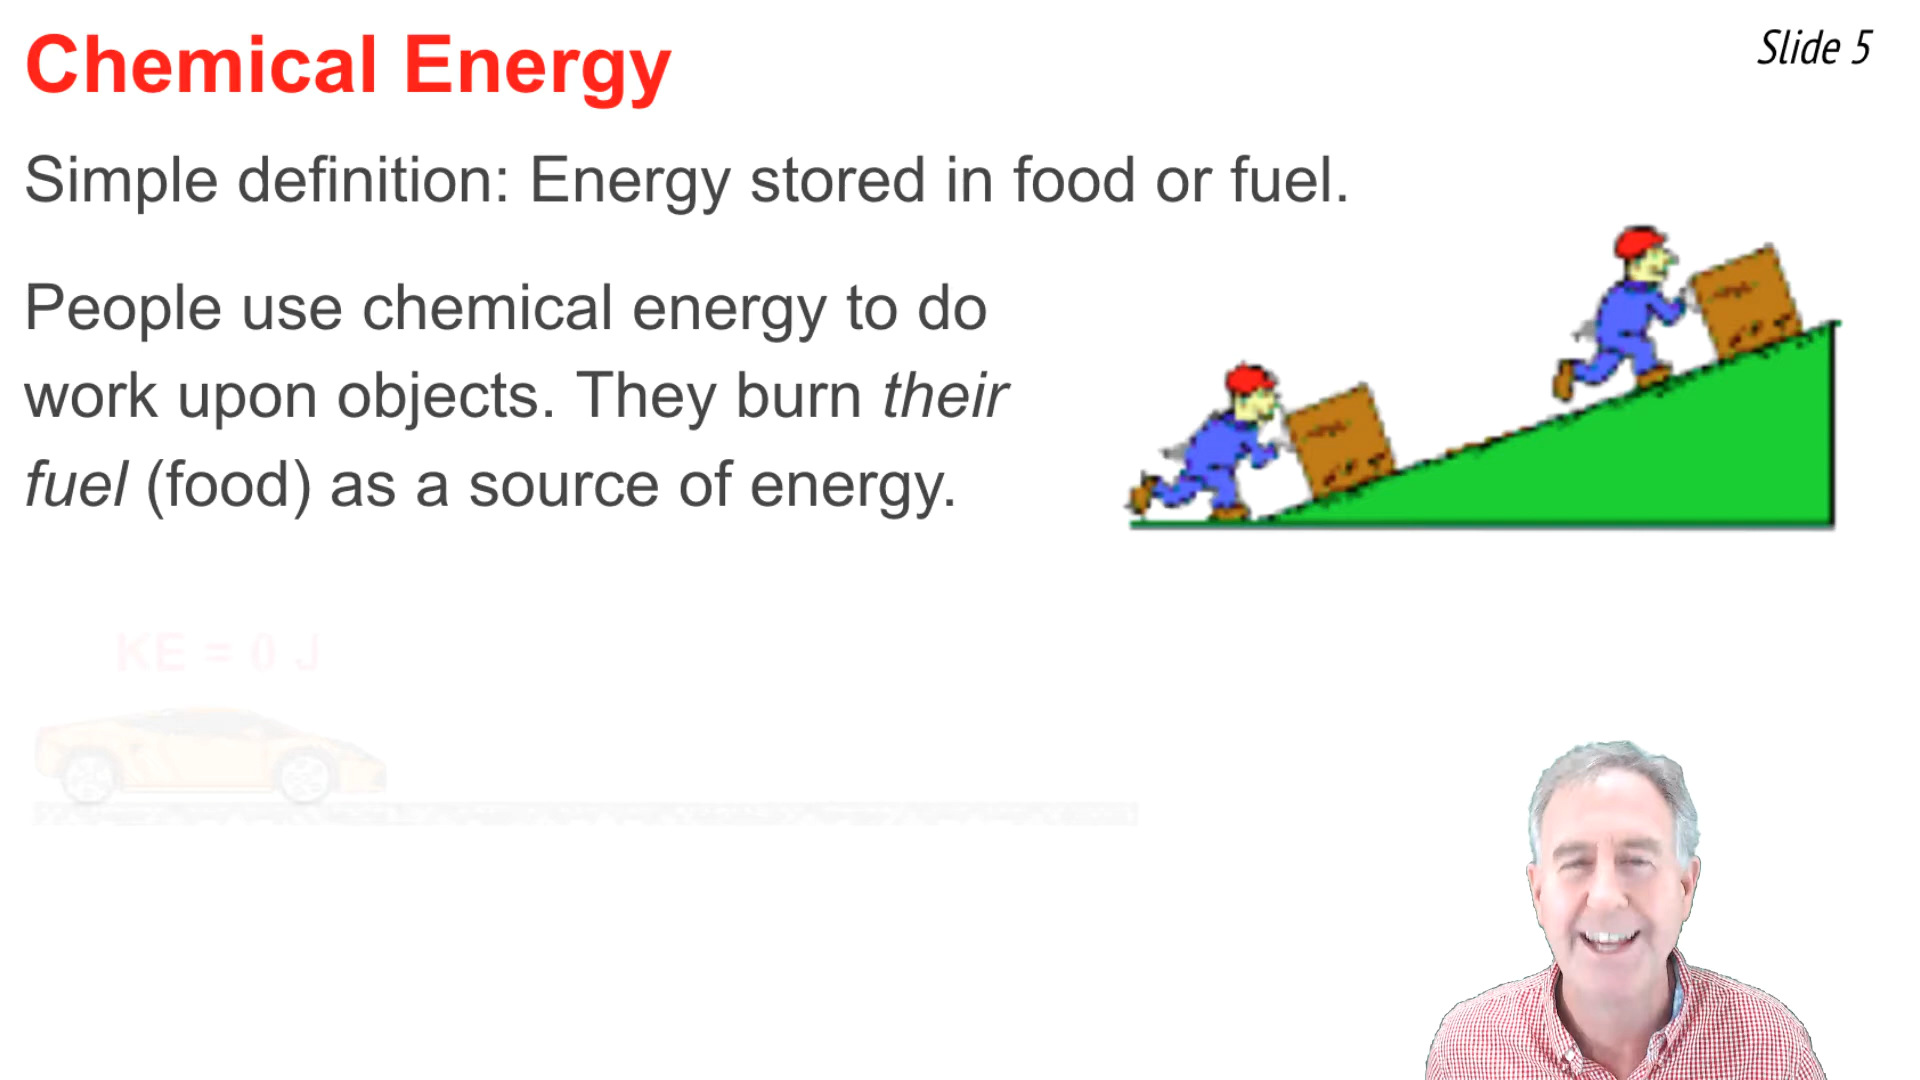 Chemical Energy
Slide 5
Simple definition: Energy stored in food or fuel.
People use chemical energy to do
work upon objects. They burn their
fuel (food) as a source of energy.
KE = 0 J